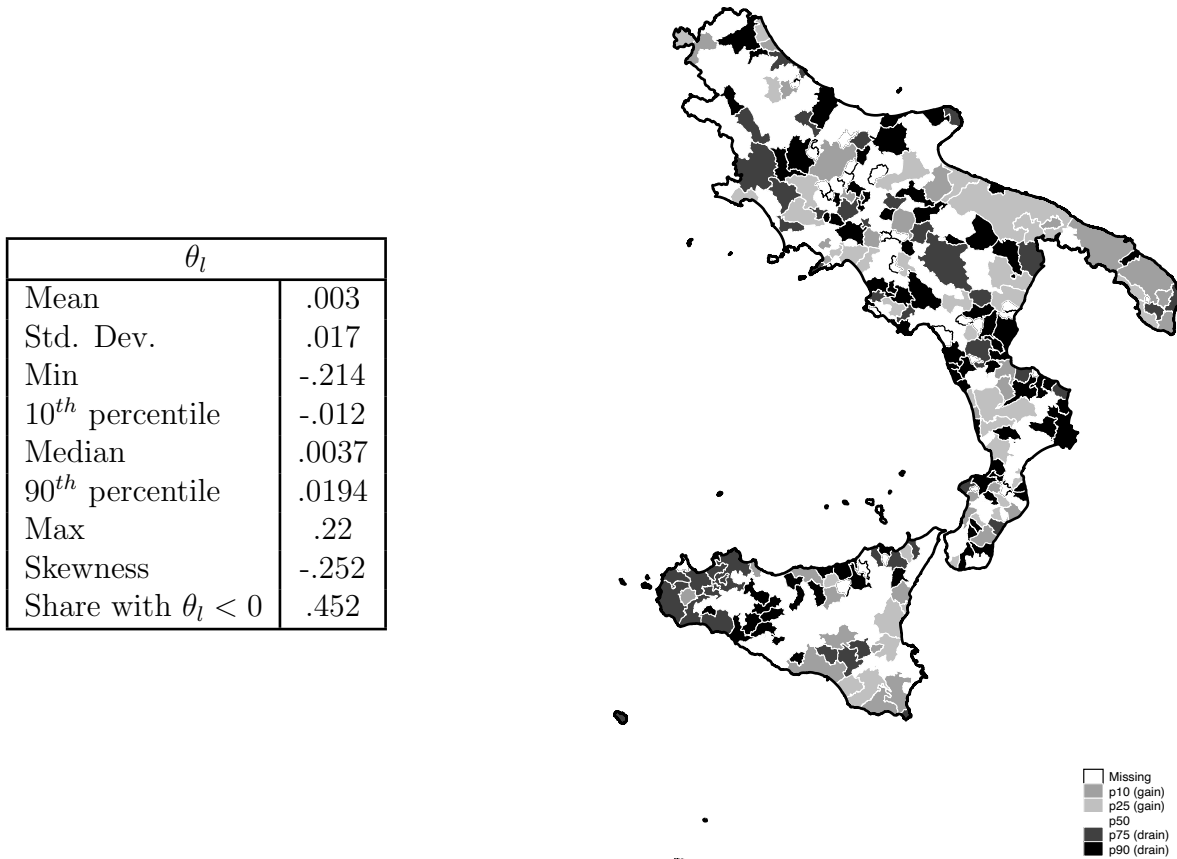 θ_l
Mean .003
Std. Dev. .017
Min -.214
10^th percentile -.012
Median .0037
90^th percentile .0194
Max .22
Skewness -.252
Share with θ_l < 0 .452
Missing
p10 (gain)
p25 (gain)
p50
p75 (drain)
p90 (drain)